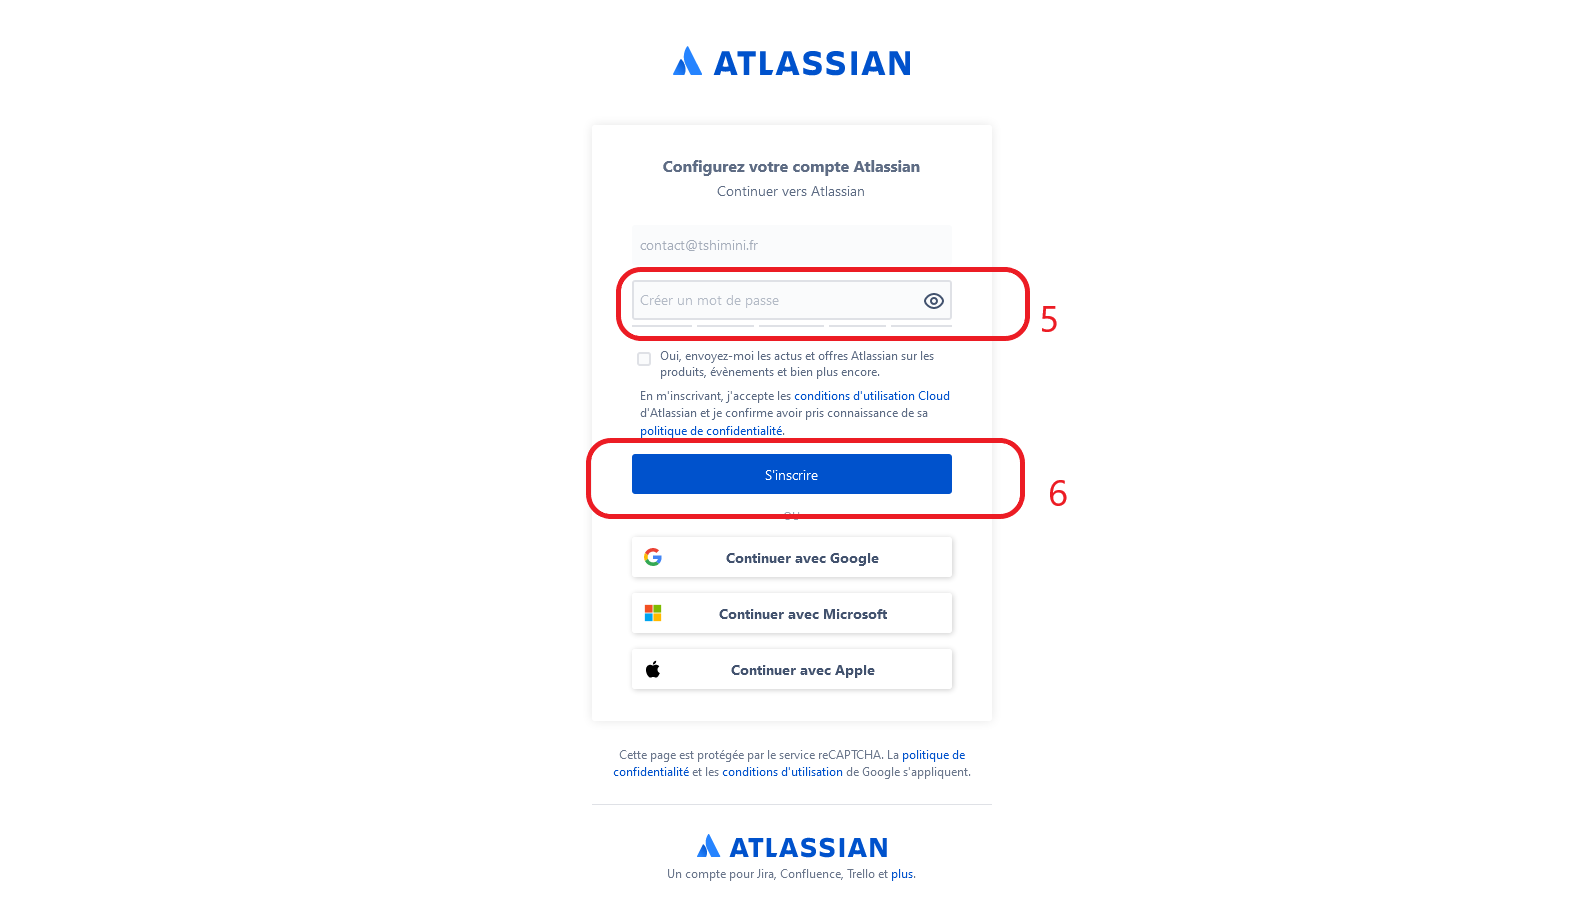 ATLASSIAN
Configurez votre compte Atlassian
Continuer vers Atlassian
contact@tshimini.fr
Créer un mot de passe
5
Oui, envoyez-moi les actus et offres Atlassian sur les
produits, évènements et bien plus encore.
En m'inscrivant, j'accepte les conditions d'utilisation Cloud
d'Atlassian et je confirme avoir pris connaissance de sa
politique de confidentialité.
S'inscrire
6
OU
Continuer avec Google
Continuer avec Microsoft
Continuer avec Apple
Cette page est protégée par le service reCAPTCHA. La politique de
confidentialité et les conditions d'utilisation de Google s'appliquent.
ATLASSIAN
Un compte pour Jira, Confluence, Trello et plus.